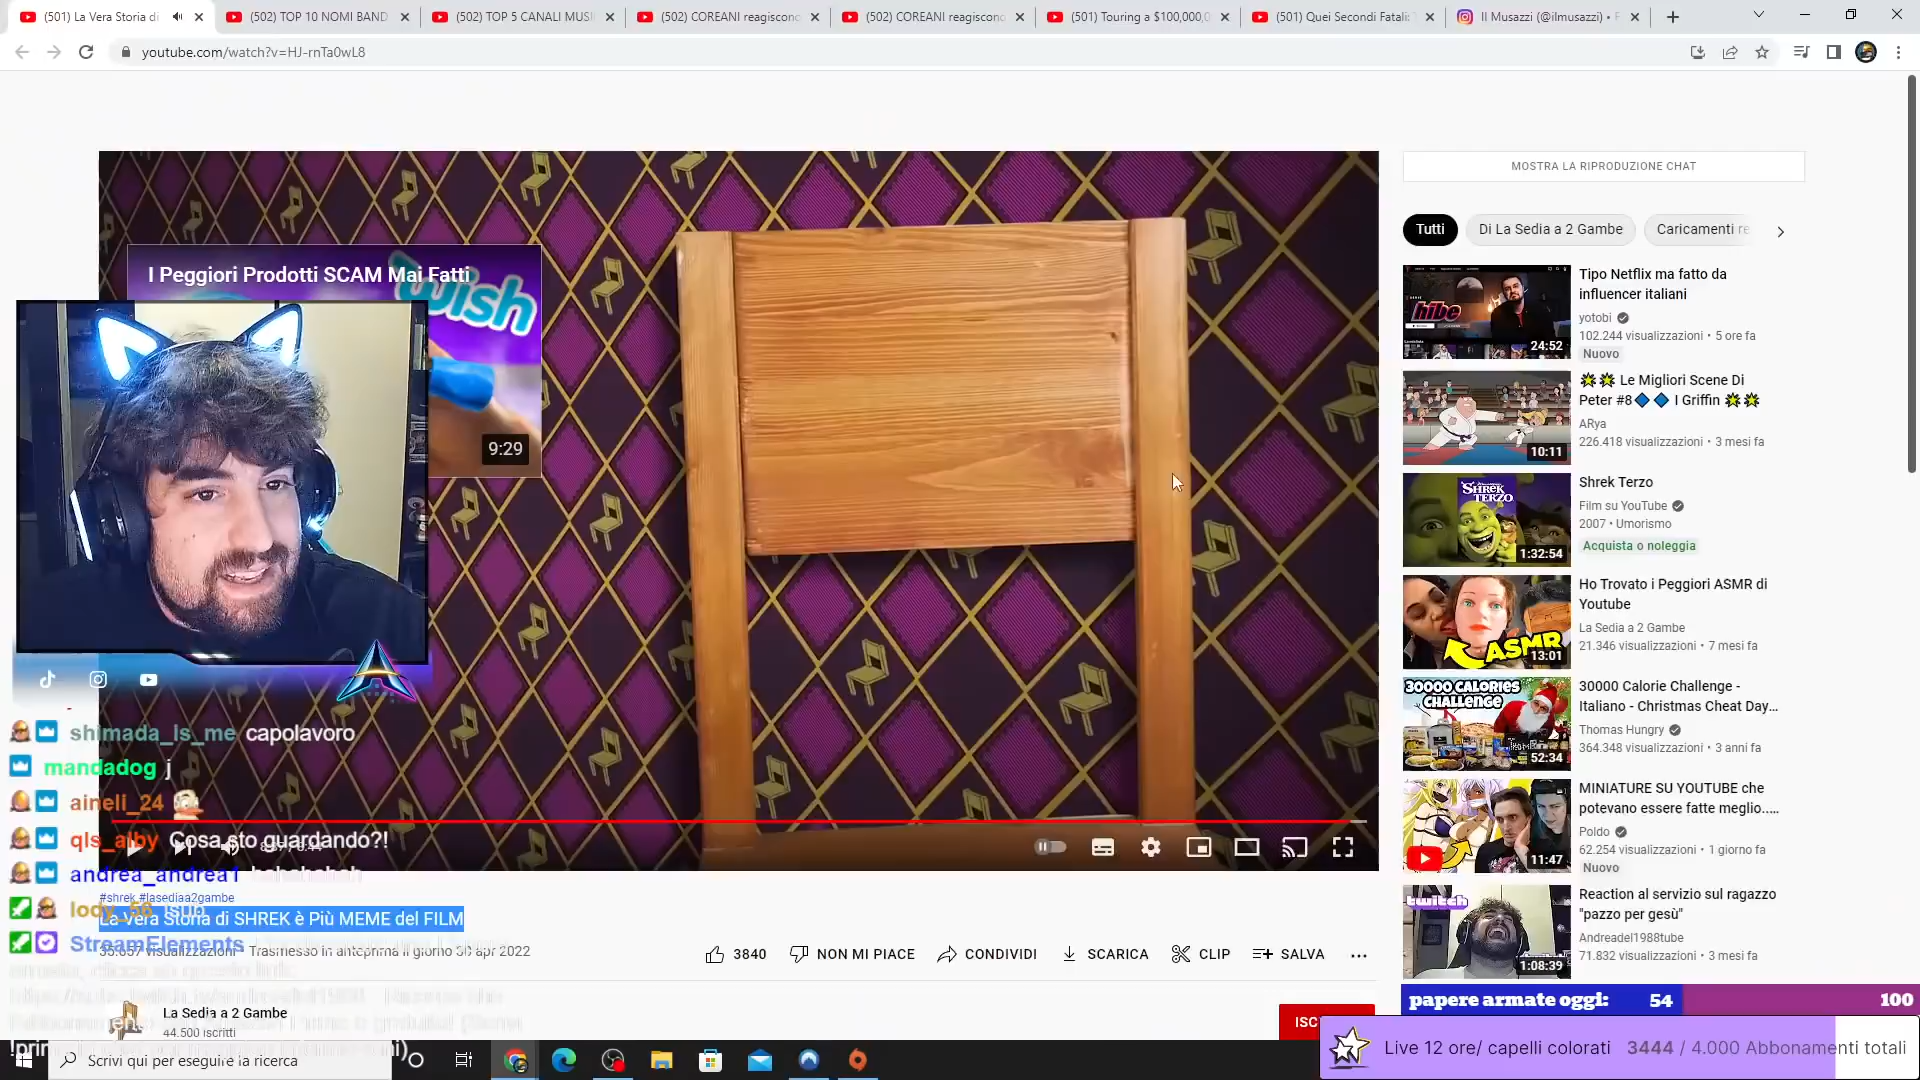 (501) La Vera Storia di
(502) TOP 10 NOMI BAND
(502) TOP 5 CANALI MUSI
(502) COREANI reagiscono
(502) COREANI reagiscono
(501) Touring a $100,000,0
(501) Quei Secondi Fatali:
Il Musazzi (@ilmusazzi) •
youtube.com/watch?v=HJ-rnTa0wL8
MOSTRA LA RIPRODUZIONE CHAT
Tutti
Di La Sedia a 2 Gambe
Caricamenti re
I Peggiori Prodotti SCAM Mai Fatti
wish
9:29
hibe
24:52
Tipo Netflix ma fatto da
influencer italiani
yotobi
102.244 visualizzazioni • 5 ore fa
Nuovo
10:11
Le Migliori Scene Di
Peter #8🔷🔷 I Griffin
ARya
226.418 visualizzazioni • 3 mesi fa
SHREK
TERZO
1:32:54
Shrek Terzo
Film su YouTube
2007 • Umorismo
Acquista o noleggia
ASMR
13:01
Ho Trovato i Peggiori ASMR di
Youtube
La Sedia a 2 Gambe
21.346 visualizzazioni • 7 mesi fa
30000 CALORIES
CHALLENGE
52:34
30000 Calorie Challenge -
Italiano - Christmas Cheat Day...
Thomas Hungry
364.348 visualizzazioni • 3 anni fa
11:47
MINIATURE SU YOUTUBE che
potevano essere fatte meglio.....
Poldo
62.254 visualizzazioni • 1 giorno fa
Nuovo
twitch
1:08:39
Reaction al servizio sul ragazzo
"pazzo per gesù"
Andreadel1988tube
71.832 visualizzazioni • 3 mesi fa
shimada_is_me capolavoro
mandadog j
aineli_24
qls_alby Cosa sto guardando?!
andrea_andrea1 hahahahah
lody_56 !sub
StreamElements
#shrek #lasediaa2gambe
La Vera Storia di SHREK è Più MEME del FILM
visualizzazioni • Trasmesso in anteprima il giorno 30 apr 2022
3840
NON MI PIACE
CONDIVIDI
SCARICA
CLIP
SALVA
La Sedia a 2 Gambe
44.500 iscritti
papere armate oggi: 54 100
Live 12 ore/ capelli colorati 3444 / 4.000 Abbonamenti totali
Scrivi qui per eseguire la ricerca